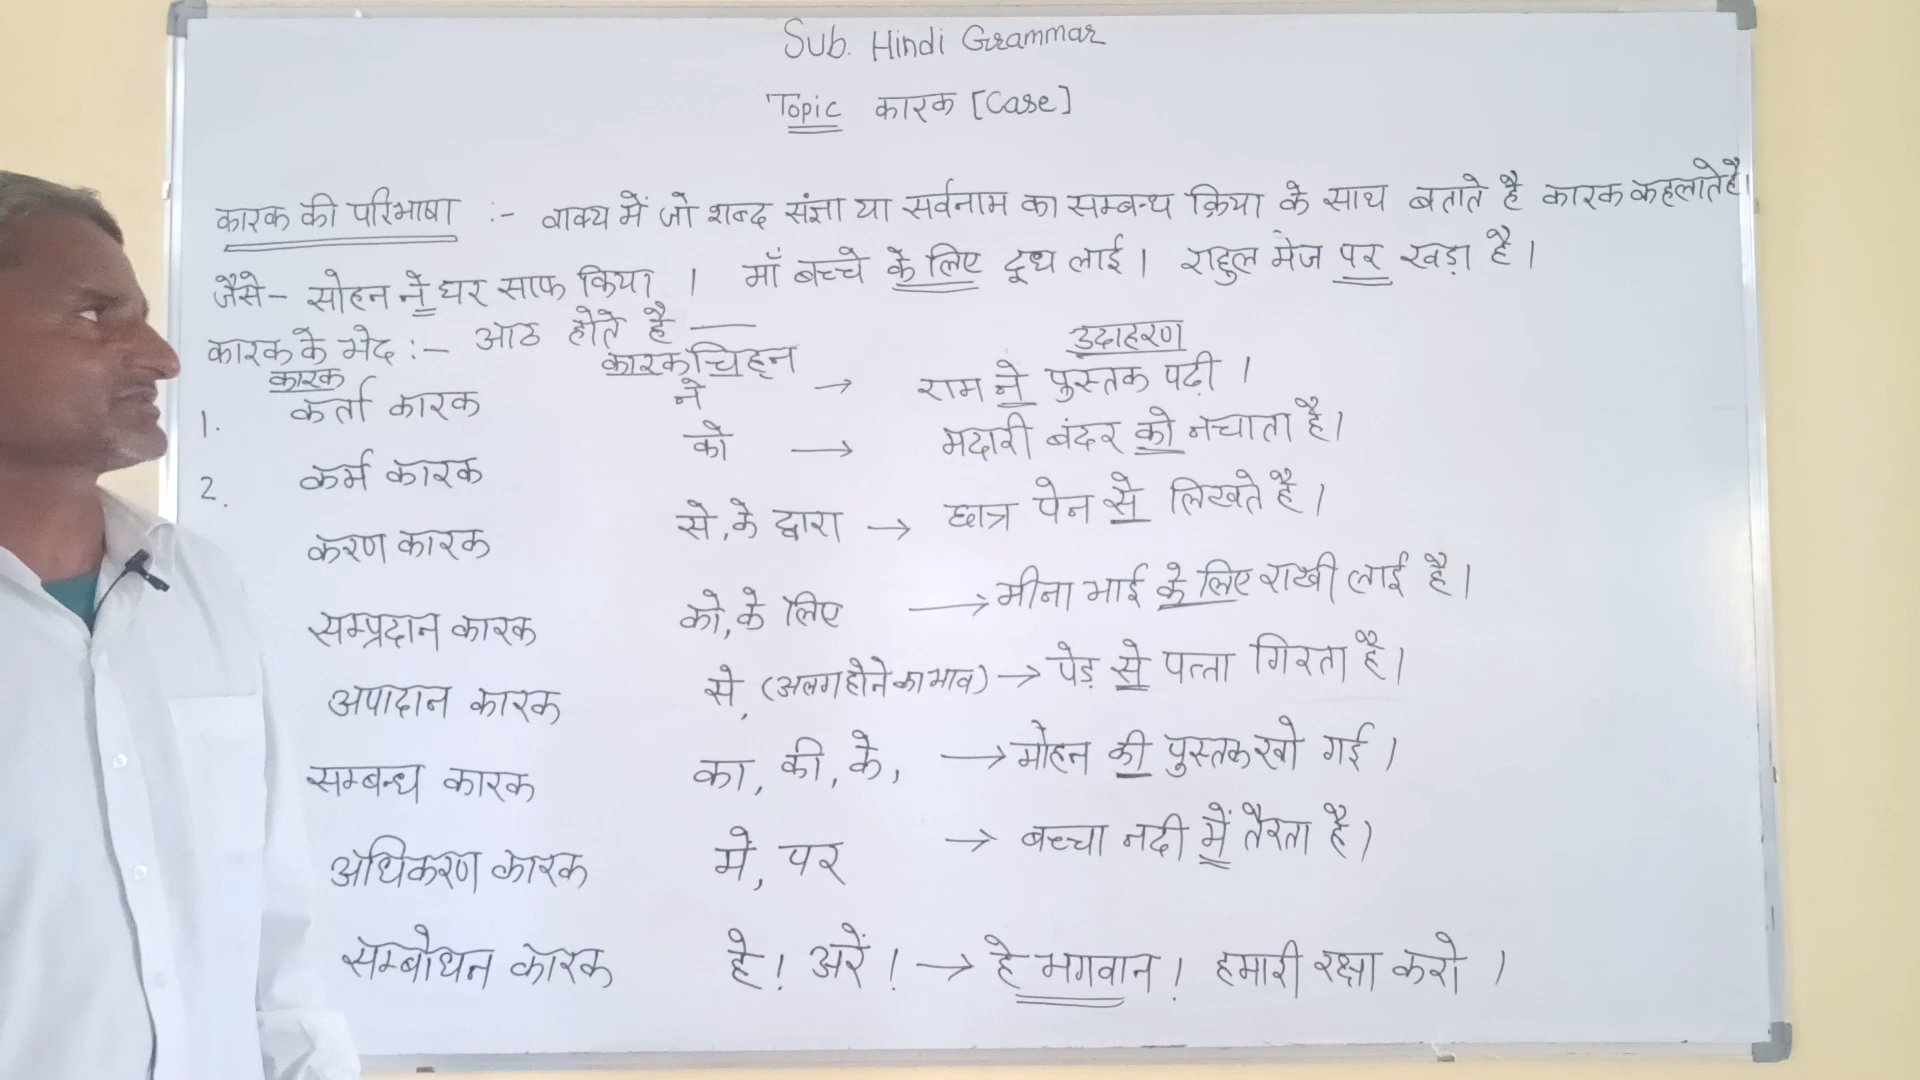 Sub. Hindi Grammar
Topic कारक [Case]
कारक की परिभाषा :- वाक्य में जो शब्द संज्ञा या सर्वनाम का सम्बन्ध क्रिया के साथ बताते है कारक कहलाते है
जैसे- सोहन ने घर साफ किया । माँ बच्चे के लिए दूध लाई । राहुल मेज पर खड़ा है ।
कारक के भेद :- आठ होते है —
कारक कारकचिह्न उदाहरण
1. कर्ता कारक ने → राम ने पुस्तक पढ़ी ।
2. कर्म कारक को → मदारी बंदर को नचाता है ।
करण कारक से, के द्वारा → छात्र पेन से लिखते है ।
सम्प्रदान कारक को, के लिए → मीना भाई के लिए राखी लाई है ।
अपादान कारक से, (अलग होने का भाव) → पेड़ से पत्ता गिरता है ।
सम्बन्ध कारक का, की, के, → मोहन की पुस्तक खो गई ।
अधिकरण कारक में, पर → बच्चा नदी में तैरता है ।
सम्बोधन कारक हे ! अरें ! → हे भगवान ! हमारी रक्षा करो ।